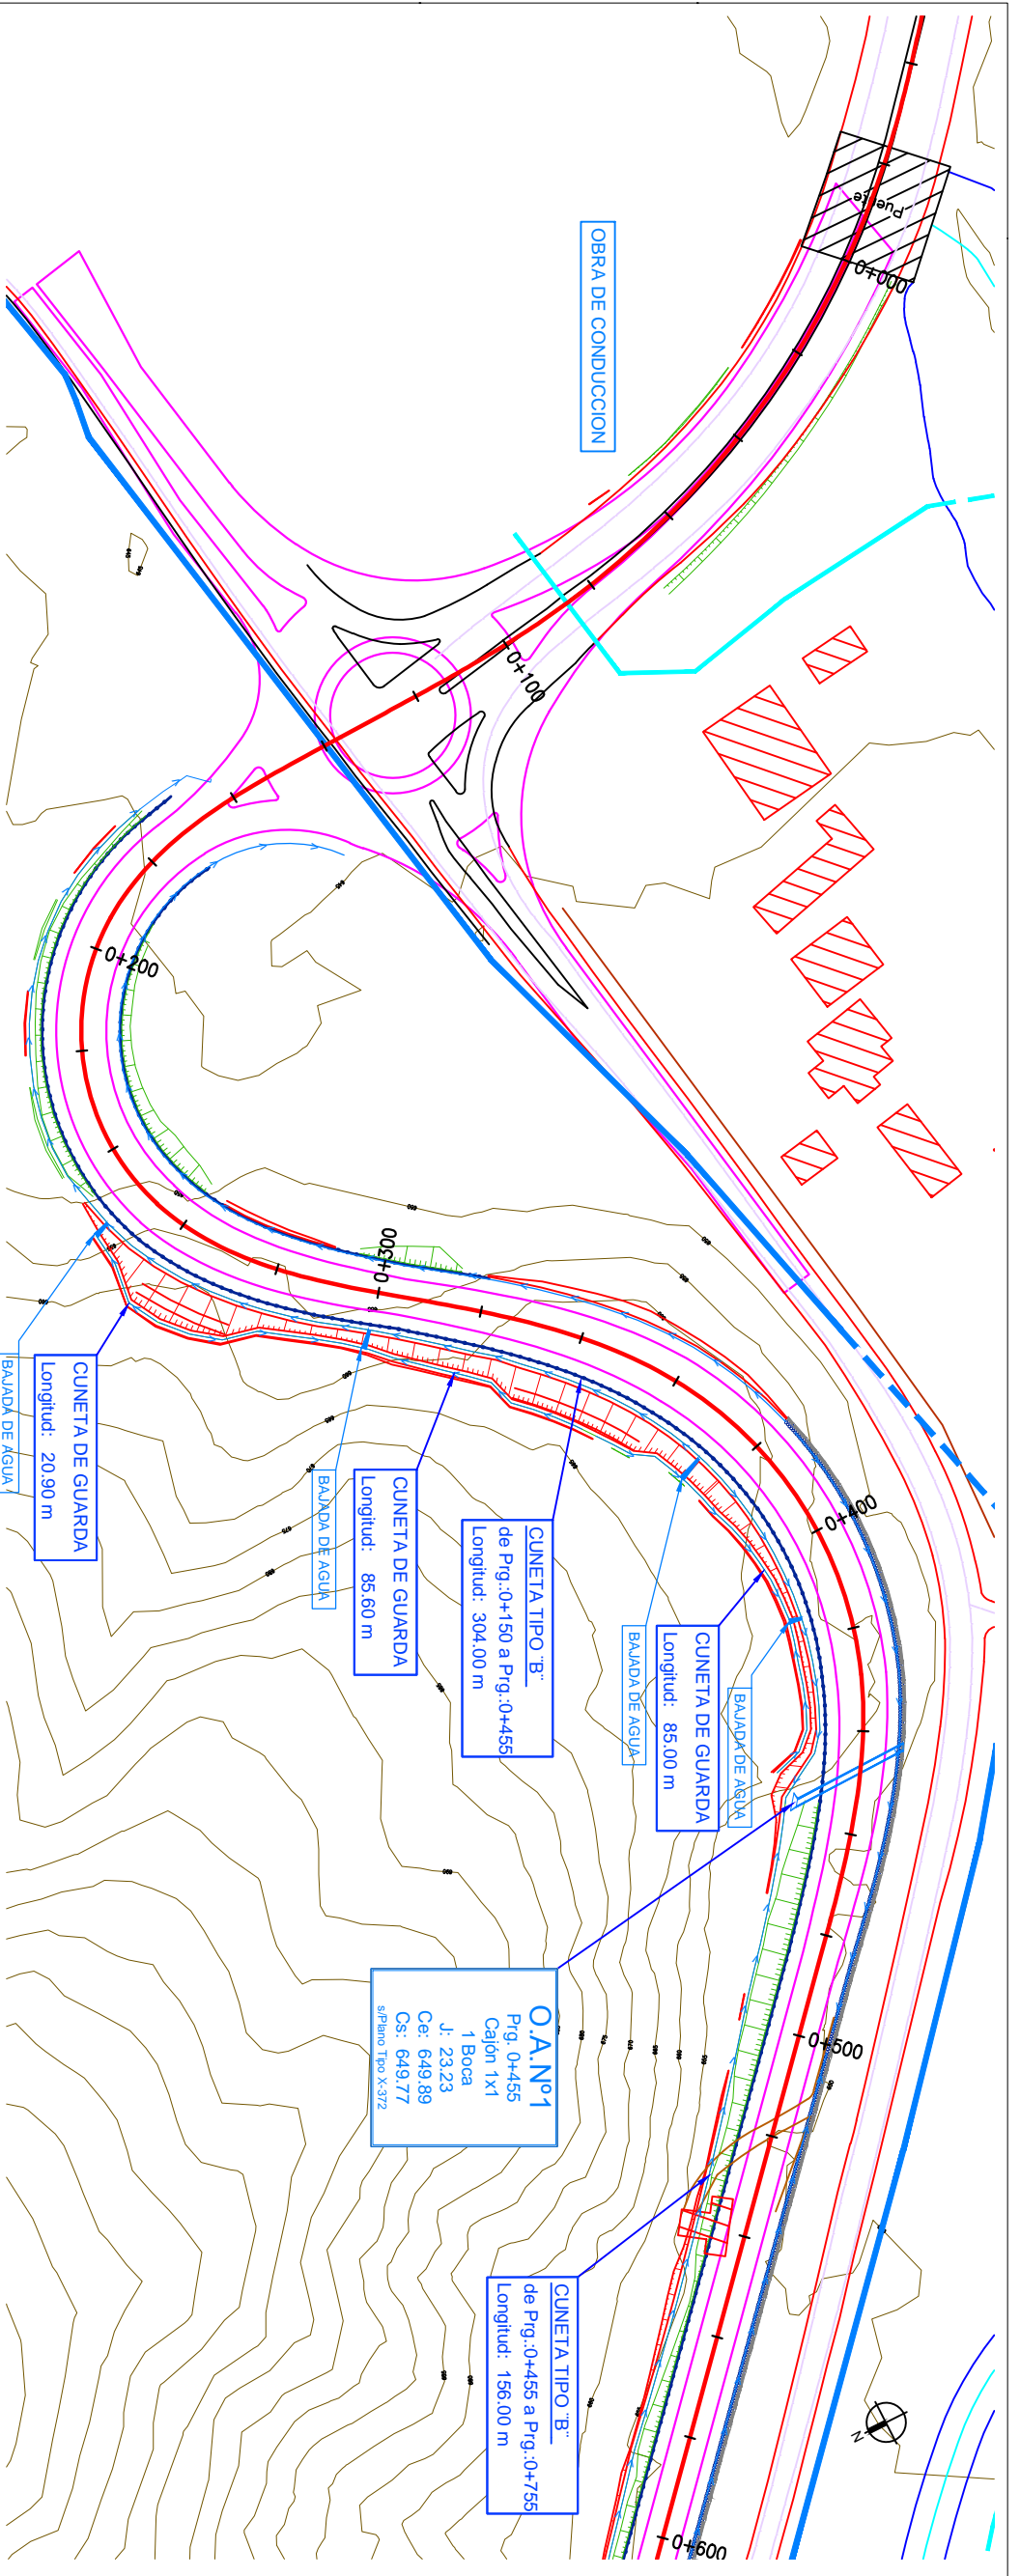 Puente
0+000
OBRA DE CONDUCCION
0+100
0+200
0+300
0+400
0+500
0+600
BAJADA DE AGUA
CUNETA DE GUARDA
Longitud: 20.90 m
BAJADA DE AGUA
CUNETA DE GUARDA
Longitud: 85.60 m
CUNETA TIPO "B"
de Prg.:0+150 a Prg.:0+455
Longitud: 304.00 m
BAJADA DE AGUA
CUNETA DE GUARDA
Longitud: 85.00 m
BAJADA DE AGUA
O.A.Nº1
Prg. 0+455
Cajón 1x1
1 Boca
J: 23.23
Ce: 649.89
Cs: 649.77
s/Plano Tipo X-372
CUNETA TIPO "B"
de Prg.:0+455 a Prg.:0+755
Longitud: 156.00 m
N